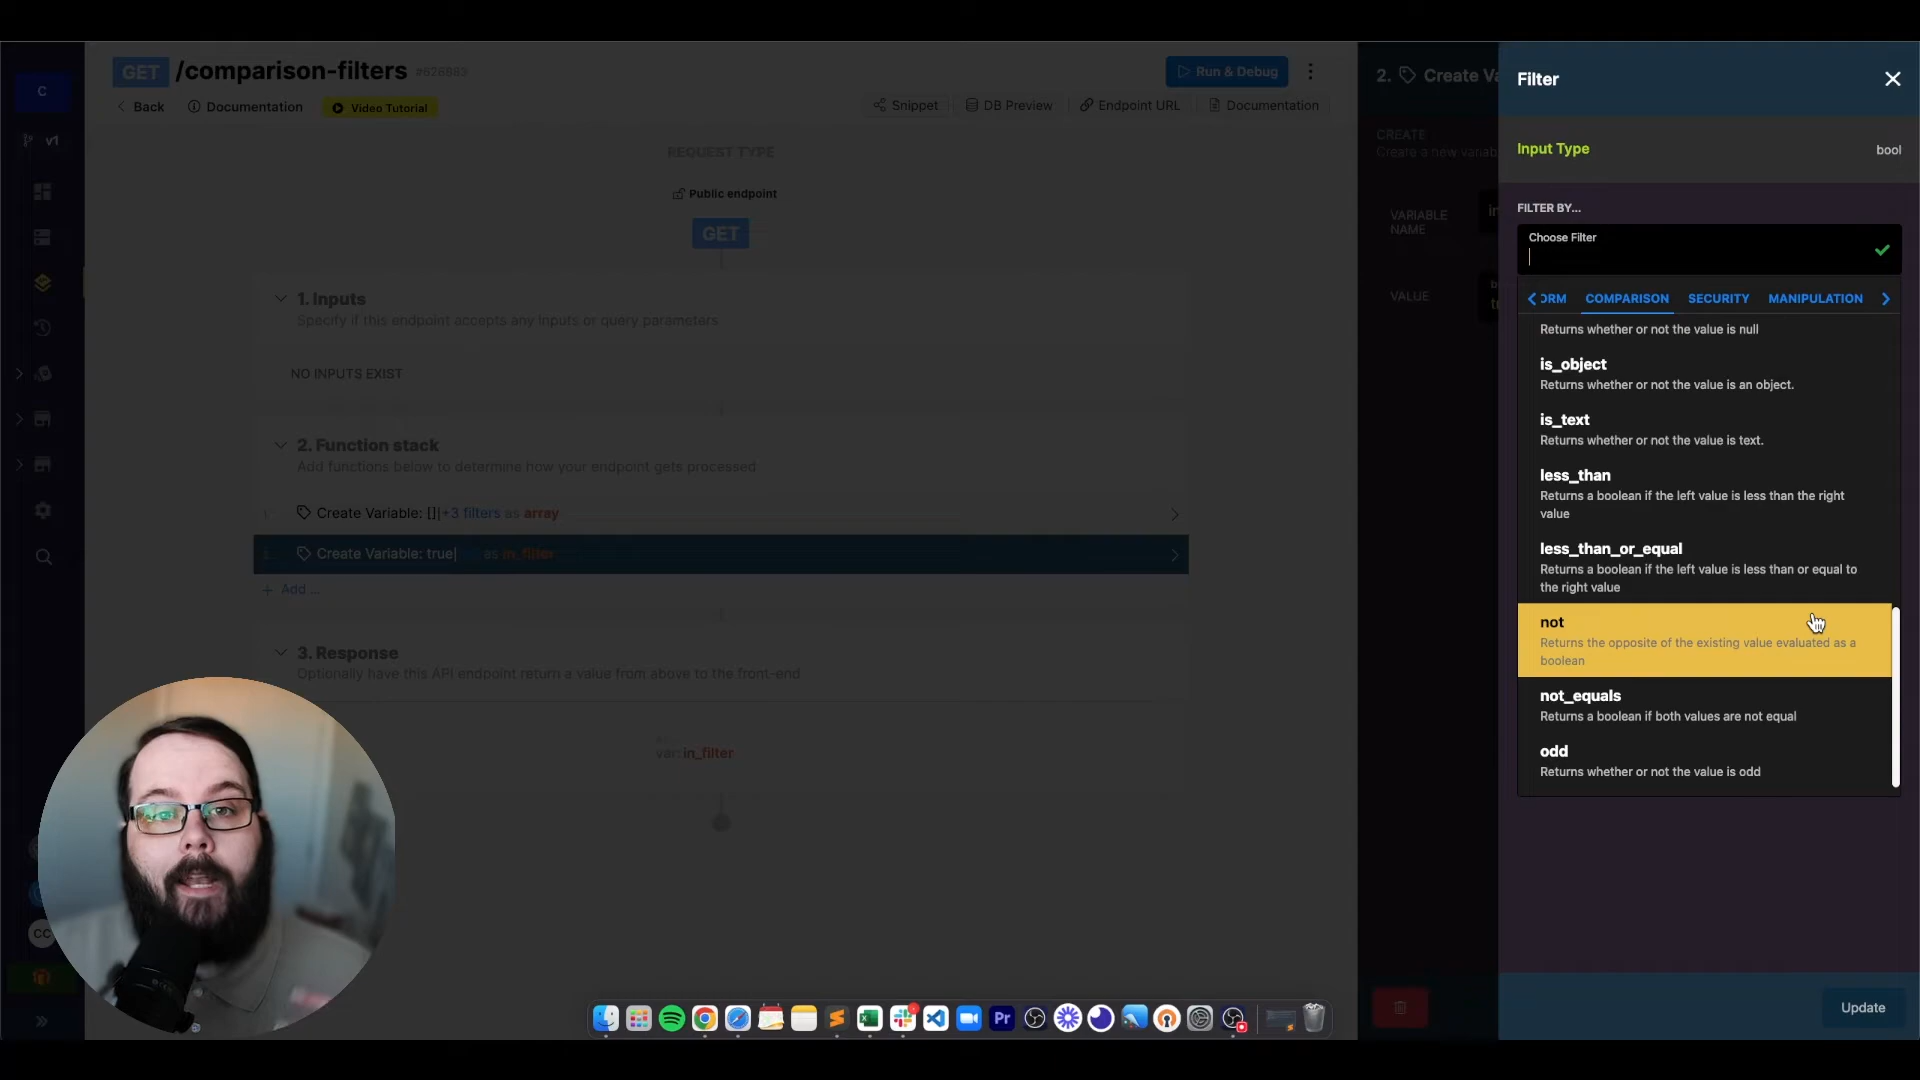 C
v1
CC
GET /comparison-filters #626883
Back
Documentation
Video Tutorial
Run & Debug
Snippet
DB Preview
Endpoint URL
Documentation
REQUEST TYPE
Public endpoint
GET
1. Inputs
Specify if this endpoint accepts any inputs or query parameters
NO INPUTS EXIST
2. Function stack
Add functions below to determine how your endpoint gets processed
Create Variable: []|+3 filters as array
Create Variable: true| as in_filter
+ Add ...
3. Response
Optionally have this API endpoint return a value from above to the front-end
var: in_filter
2. Create Va
CREATE
Create a new variab
VARIABLE
NAME
in
VALUE
Filter
Input Type
bool
FILTER BY...
Choose Filter
ORM
COMPARISON
SECURITY
MANIPULATION
Returns whether or not the value is null
is_object
Returns whether or not the value is an object.
is_text
Returns whether or not the value is text.
less_than
Returns a boolean if the left value is less than the right
value
less_than_or_equal
Returns a boolean if the left value is less than or equal to
the right value
not
Returns the opposite of the existing value evaluated as a
boolean
not_equals
Returns a boolean if both values are not equal
odd
Returns whether or not the value is odd
Update
Pr